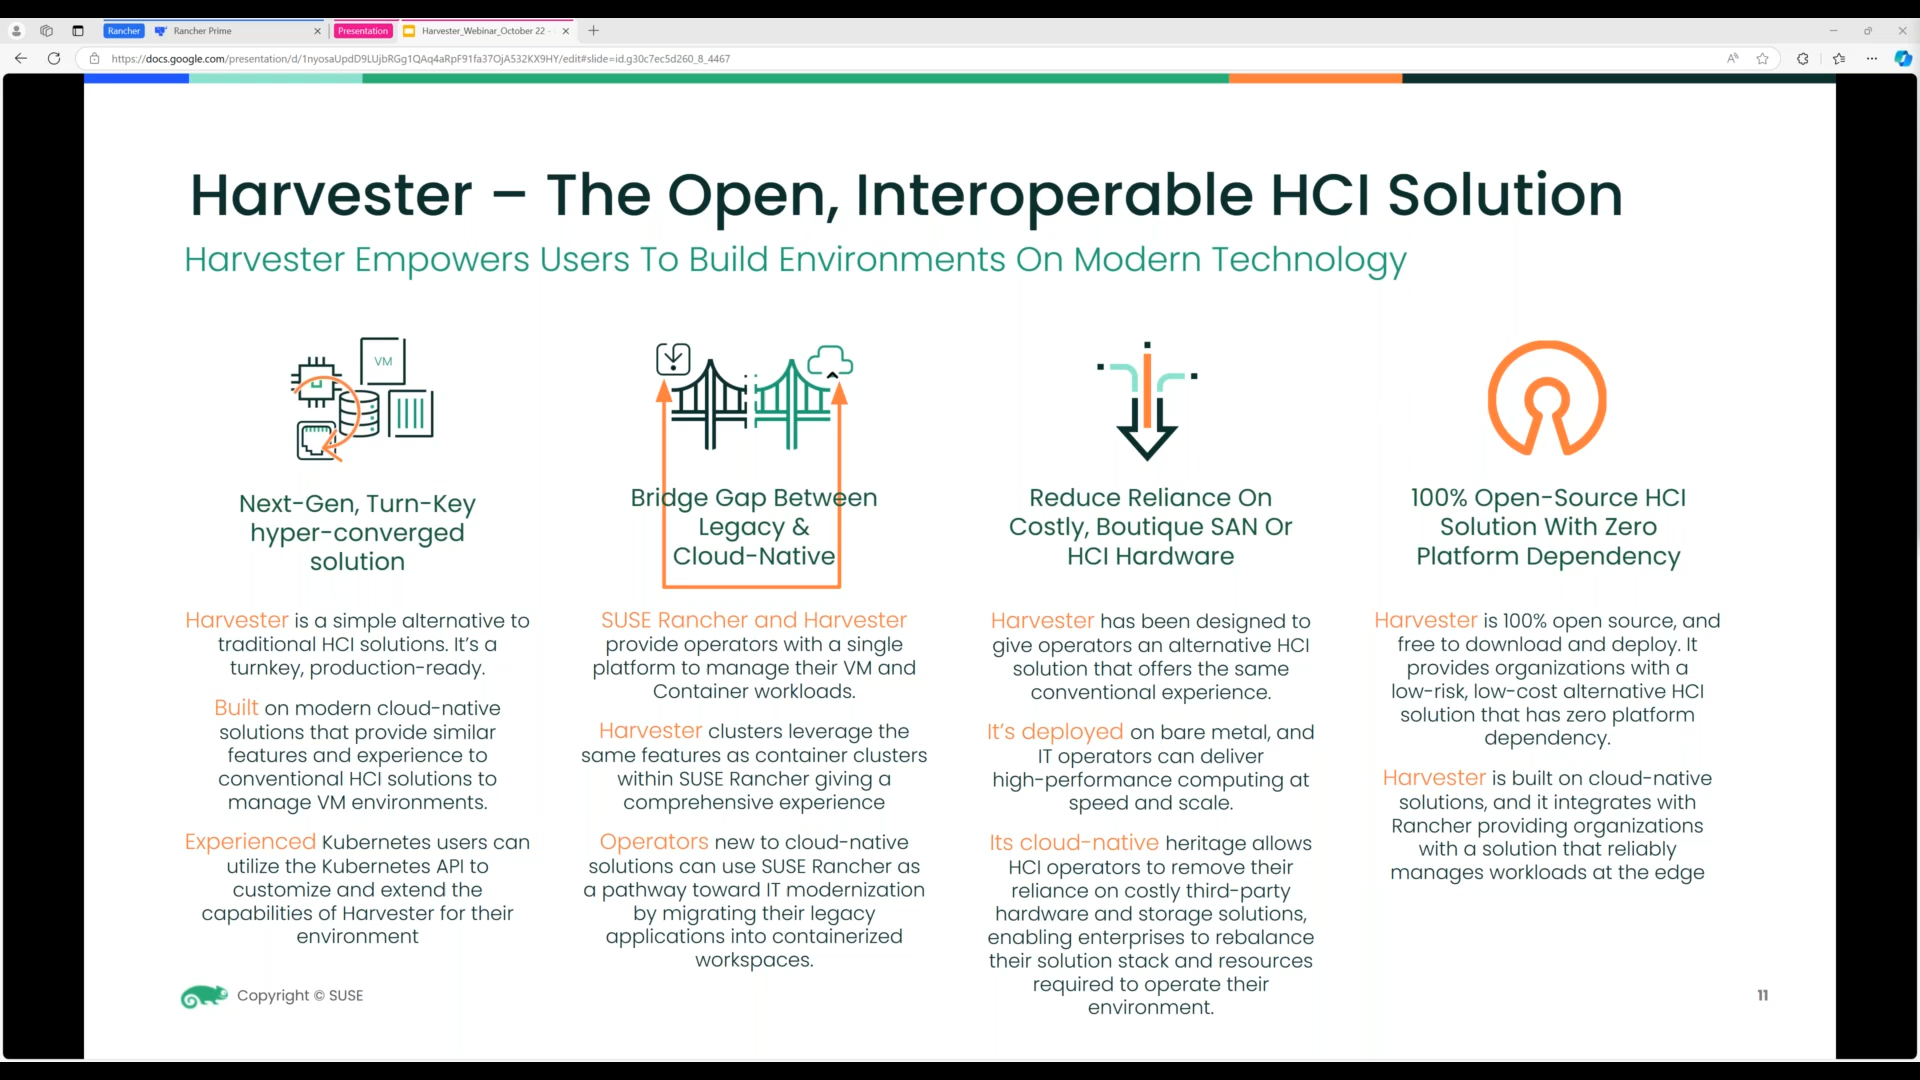 Rancher
Rancher Prime
Presentation
Harvester_Webinar_October 22 -
https://docs.google.com/presentation/d/1nyosaUpdD9LUjbRGg1QAq4aRpF91fa37OjA532KX9HY/edit#slide=id.g30c7ec5d260_8_4467
Harvester – The Open, Interoperable HCI Solution
Harvester Empowers Users To Build Environments On Modern Technology
VM
Next-Gen, Turn-Key
hyper-converged
solution
Harvester is a simple alternative to
traditional HCI solutions. It's a
turnkey, production-ready.
Built on modern cloud-native
solutions that provide similar
features and experience to
conventional HCI solutions to
manage VM environments.
Experienced Kubernetes users can
utilize the Kubernetes API to
customize and extend the
capabilities of Harvester for their
environment
Bridge Gap Between
Legacy &
Cloud-Native
SUSE Rancher and Harvester
provide operators with a single
platform to manage their VM and
Container workloads.
Harvester clusters leverage the
same features as container clusters
within SUSE Rancher giving a
comprehensive experience
Operators new to cloud-native
solutions can use SUSE Rancher as
a pathway toward IT modernization
by migrating their legacy
applications into containerized
workspaces.
Reduce Reliance On
Costly, Boutique SAN Or
HCI Hardware
Harvester has been designed to
give operators an alternative HCI
solution that offers the same
conventional experience.
It's deployed on bare metal, and
IT operators can deliver
high-performance computing at
speed and scale.
Its cloud-native heritage allows
HCI operators to remove their
reliance on costly third-party
hardware and storage solutions,
enabling enterprises to rebalance
their solution stack and resources
required to operate their
environment.
100% Open-Source HCI
Solution With Zero
Platform Dependency
Harvester is 100% open source, and
free to download and deploy. It
provides organizations with a
low-risk, low-cost alternative HCI
solution that has zero platform
dependency.
Harvester is built on cloud-native
solutions, and it integrates with
Rancher providing organizations
with a solution that reliably
manages workloads at the edge
Copyright © SUSE
11